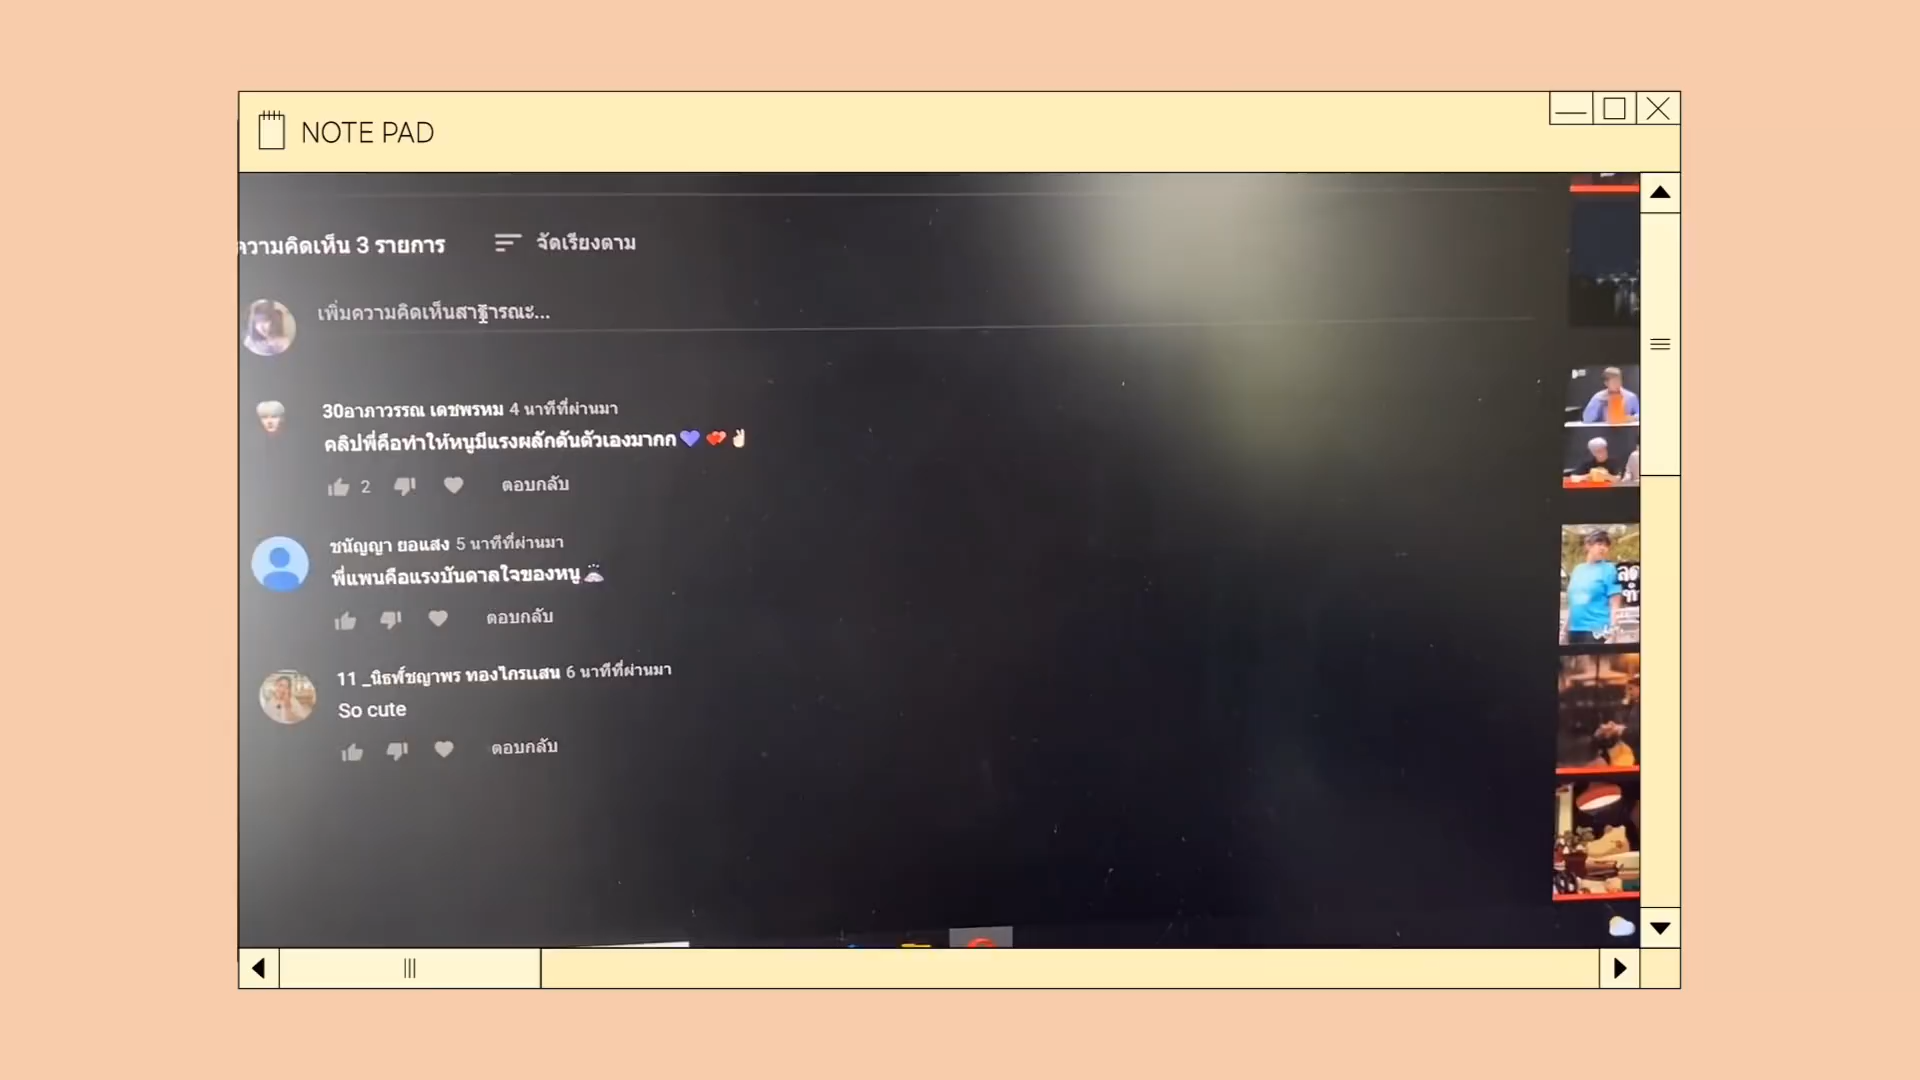 NOTE PAD
ความคิดเห็น 3 รายการ
จัดเรียงตาม
เพิ่มความคิดเห็นสาธารณะ...
30อาภาวรรณ เดชพรหม 4 นาทีที่ผ่านมา
คลิปพี่คือทำให้หนูมีแรงผลักดันตัวเองมากก💜💕✌🏻
2
ตอบกลับ
ชนัญญา ยอแสง 5 นาทีที่ผ่านมา
พี่แพนคือแรงบันดาลใจของหนู
ตอบกลับ
11 _นิธพ์ชญาพร ทองไกรแสน 6 นาทีที่ผ่านมา
So cute
ตอบกลับ